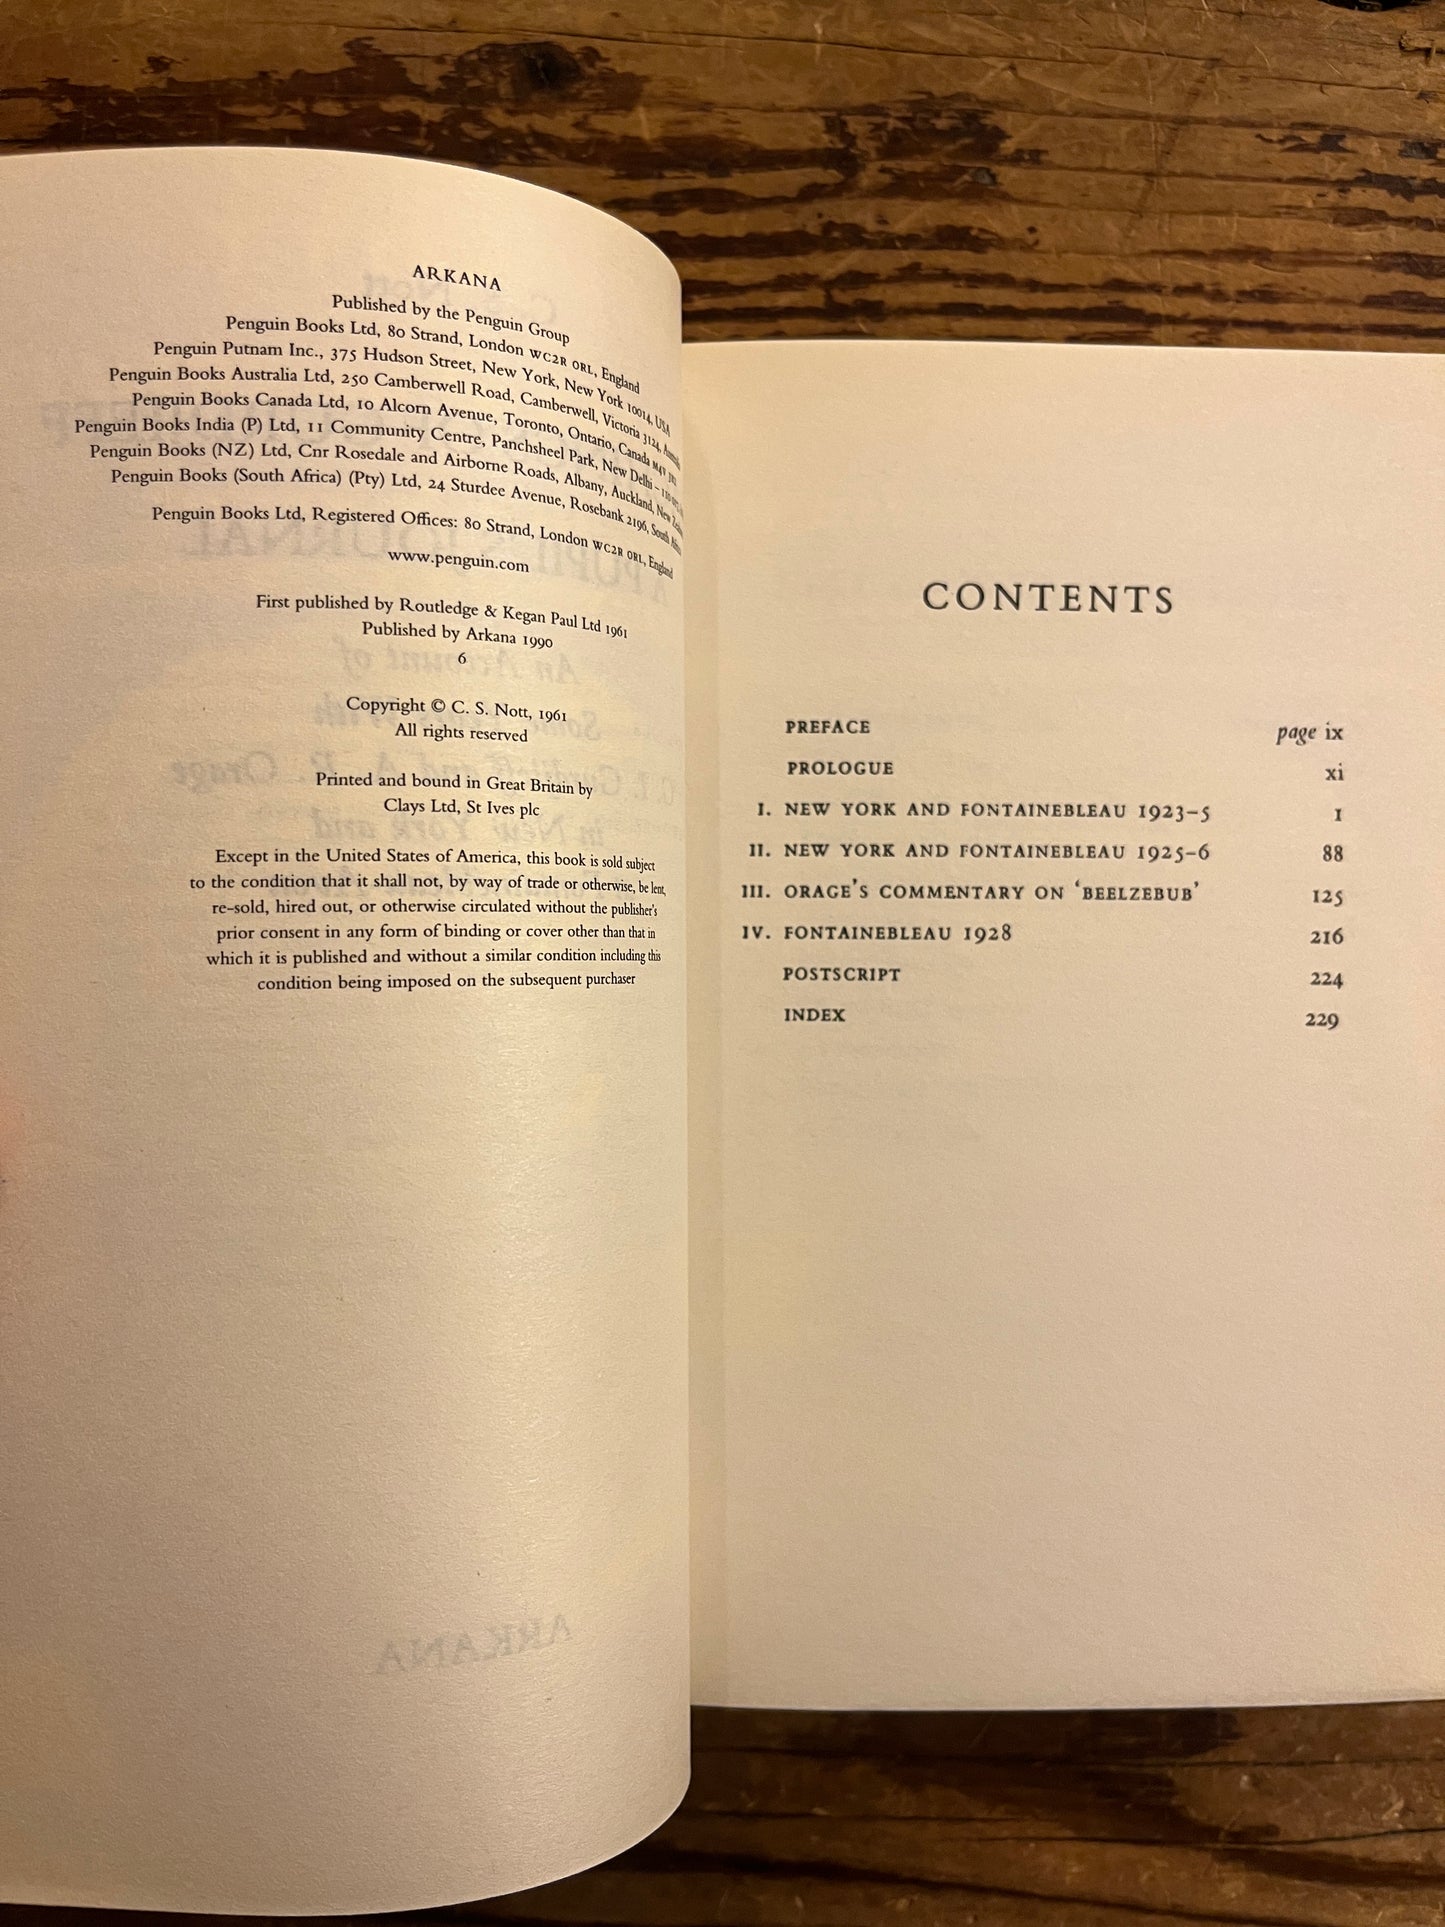 ARKANA
Published by the Penguin Group
Penguin Books Ltd, 80 Strand, London WC2R 0RL, England
Penguin Putnam Inc., 375 Hudson Street, New York, New York 10014, USA
Penguin Books Australia Ltd, 250 Camberwell Road, Camberwell, Victoria 3124,
Penguin Books Canada Ltd, 10 Alcorn Avenue, Toronto, Ontario, Canada M4V 3B2
Penguin Books India (P) Ltd, 11 Community Centre, Panchsheel Park, New Delhi –
Penguin Books (NZ) Ltd, Cnr Rosedale and Airborne Roads, Albany, Auckland, New
Penguin Books (South Africa) (Pty) Ltd, 24 Sturdee Avenue, Rosebank 2196, South
Penguin Books Ltd, Registered Offices: 80 Strand, London WC2R 0RL, England
www.penguin.com
First published by Routledge & Kegan Paul Ltd 1961
Published by Arkana 1990
6
Copyright © C. S. Nott, 1961
All rights reserved
Printed and bound in Great Britain by
Clays Ltd, St Ives plc
Except in the United States of America, this book is sold subject
to the condition that it shall not, by way of trade or otherwise, be lent,
re-sold, hired out, or otherwise circulated without the publisher's
prior consent in any form of binding or cover other than that in
which it is published and without a similar condition including this
condition being imposed on the subsequent purchaser
CONTENTS
PREFACE page ix
PROLOGUE xi
I. NEW YORK AND FONTAINEBLEAU 1923–5 1
II. NEW YORK AND FONTAINEBLEAU 1925–6 88
III. ORAGE'S COMMENTARY ON 'BEELZEBUB' 125
IV. FONTAINEBLEAU 1928 216
POSTSCRIPT 224
INDEX 229